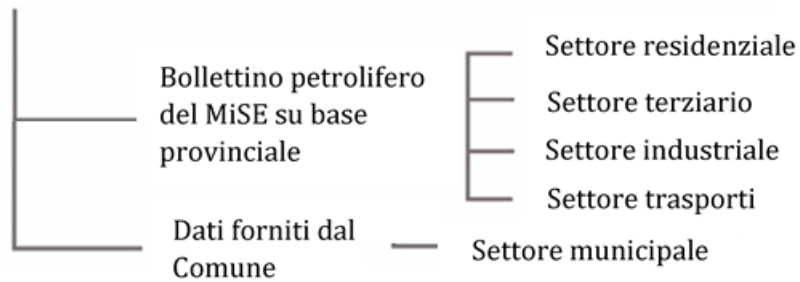 Bollettino petrolifero
del MiSE su base
provinciale
Settore residenziale
Settore terziario
Settore industriale
Settore trasporti
Dati forniti dal
Comune
Settore municipale